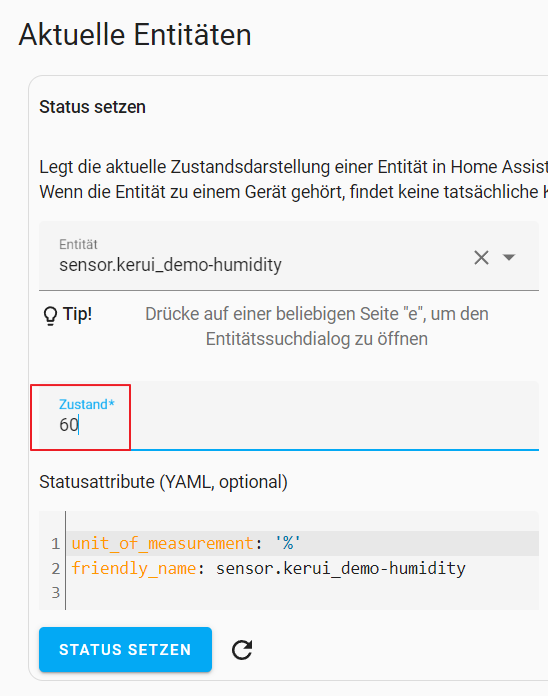 Aktuelle Entitäten
Status setzen
Legt die aktuelle Zustandsdarstellung einer Entität in Home Assist
Wenn die Entität zu einem Gerät gehört, findet keine tatsächliche K
Entität
sensor.kerui_demo-humidity
Tip!
Drücke auf einer beliebigen Seite "e", um den
Entitätssuchdialog zu öffnen
Zustand*
60
Statusattribute (YAML, optional)
1 unit_of_measurement: '%'
2 friendly_name: sensor.kerui_demo-humidity
3
STATUS SETZEN